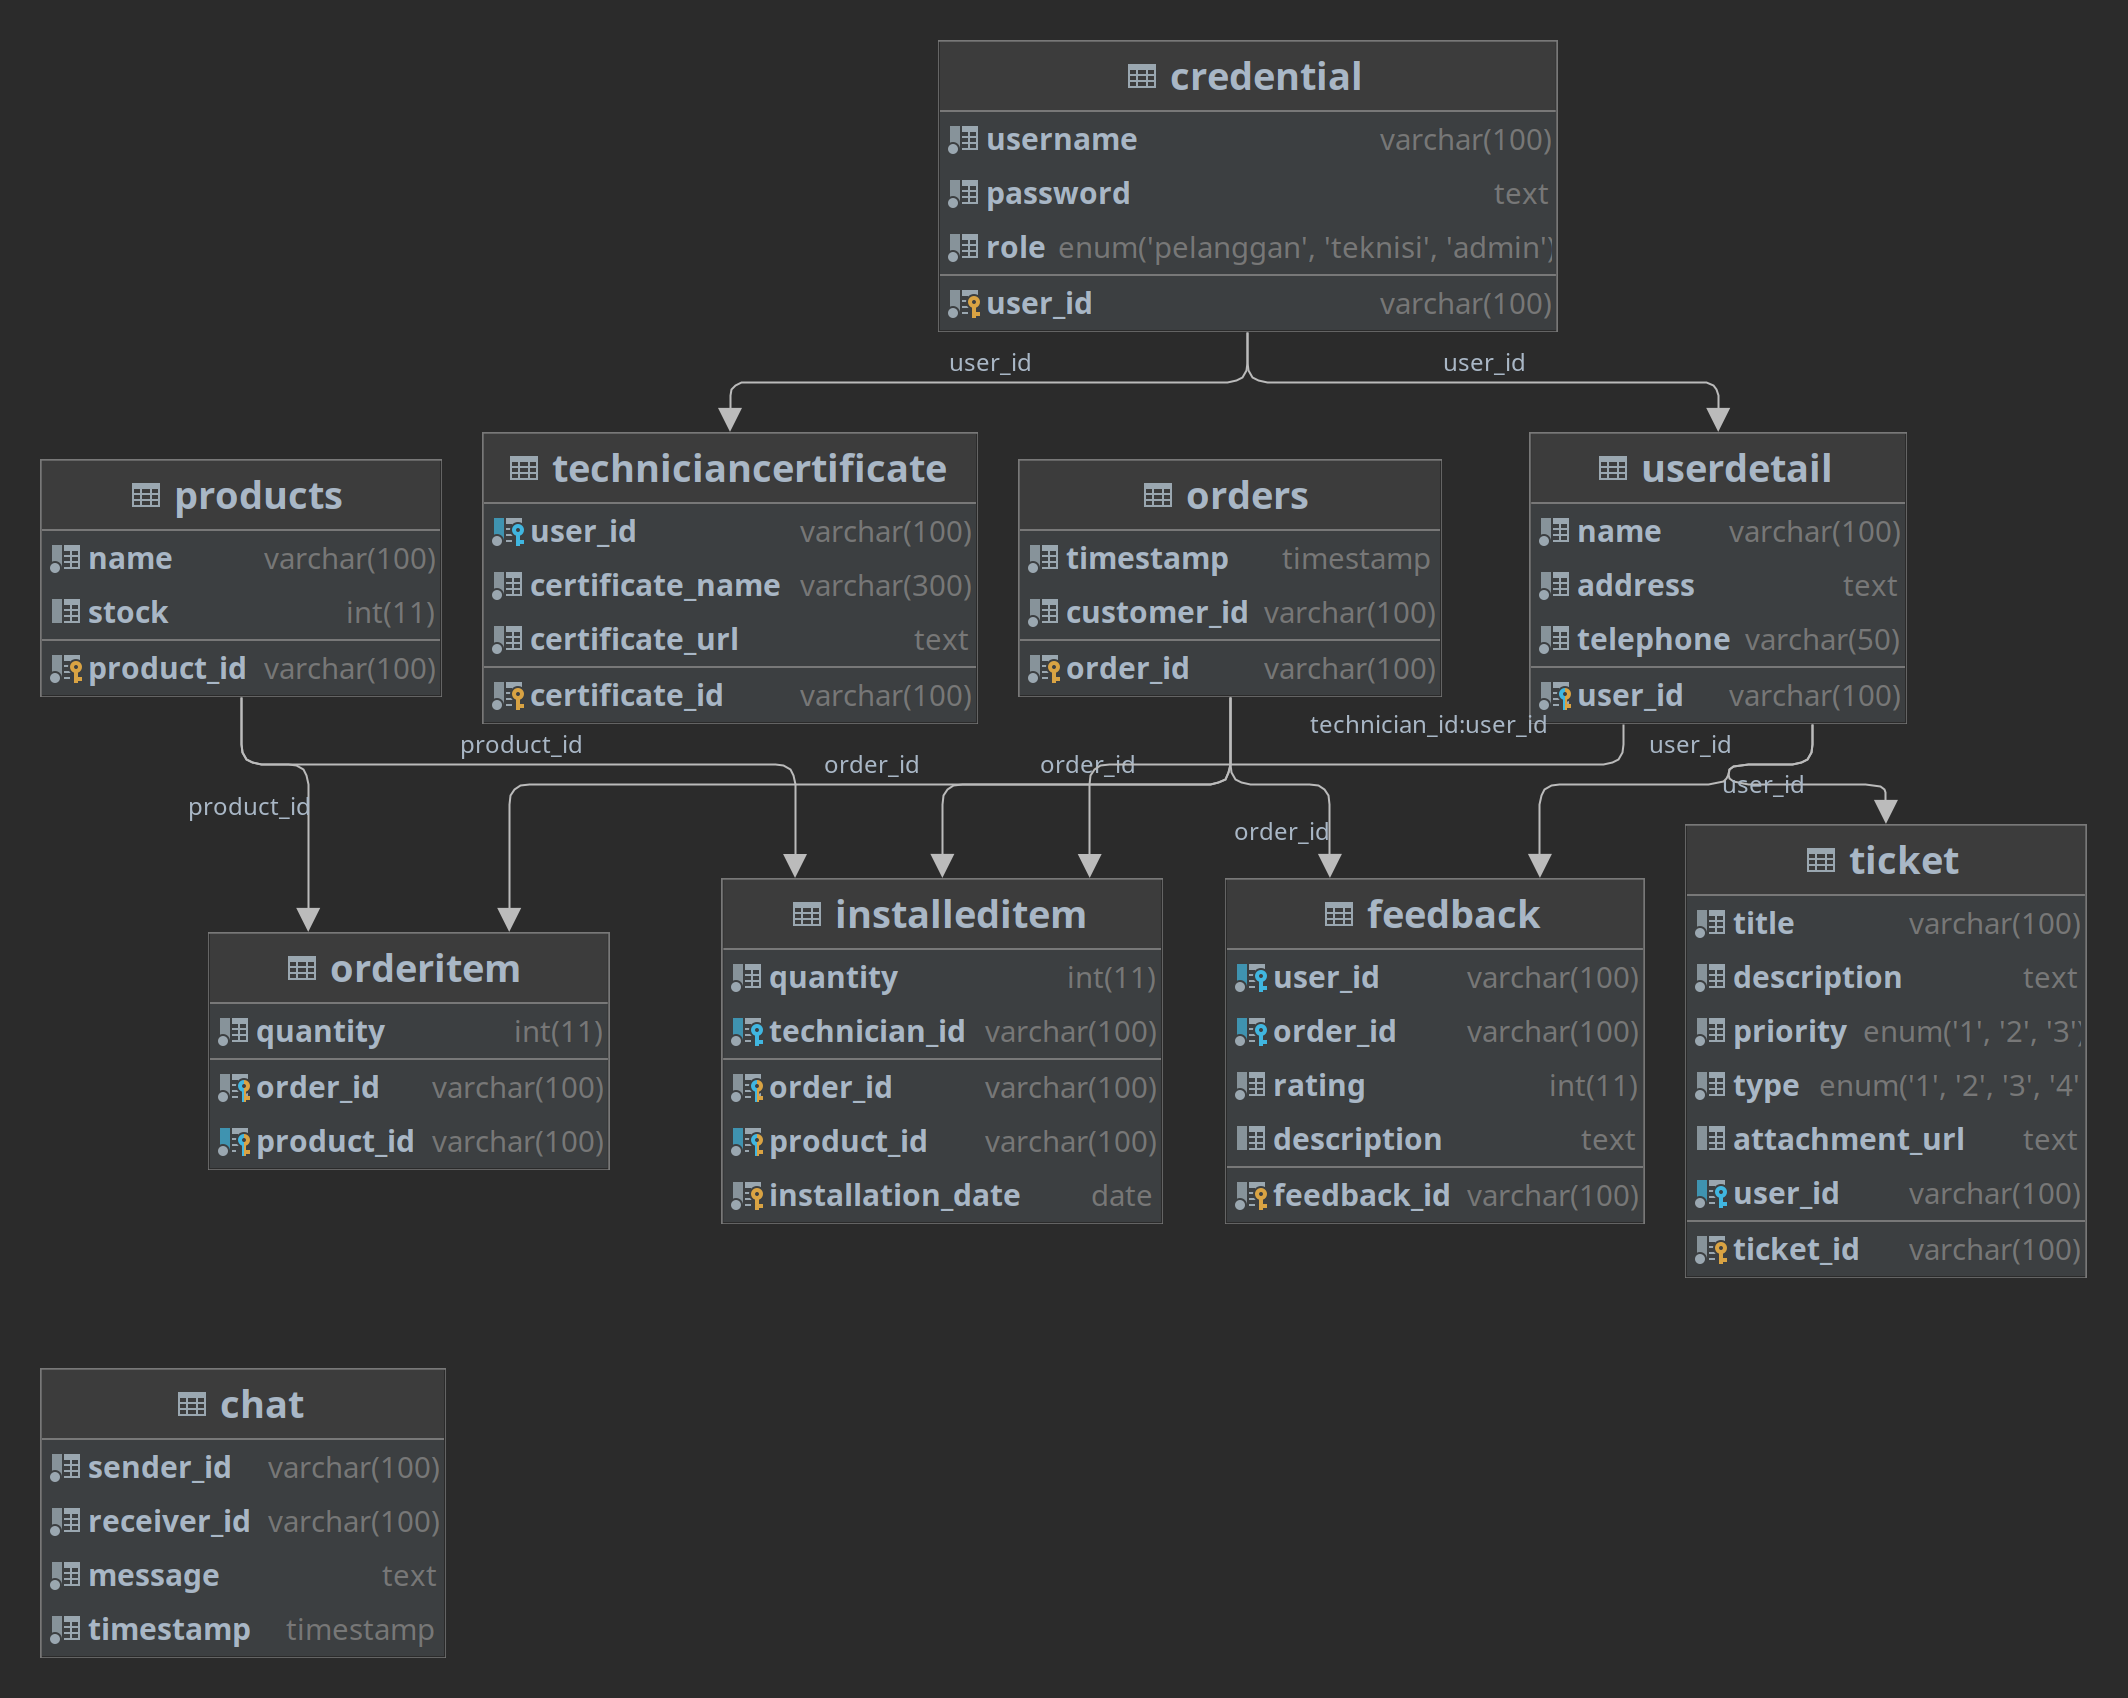 credential
username varchar(100)
password text
role enum('pelanggan', 'teknisi', 'admin')
user_id varchar(100)
user_id
user_id
products
name varchar(100)
stock int(11)
product_id varchar(100)
techniciancertificate
user_id varchar(100)
certificate_name varchar(300)
certificate_url text
certificate_id varchar(100)
orders
timestamp timestamp
customer_id varchar(100)
order_id varchar(100)
userdetail
name varchar(100)
address text
telephone varchar(50)
user_id varchar(100)
technician_id:user_id
product_id
order_id
order_id
user_id
user_id
product_id
order_id
orderitem
quantity int(11)
order_id varchar(100)
product_id varchar(100)
installeditem
quantity int(11)
technician_id varchar(100)
order_id varchar(100)
product_id varchar(100)
installation_date date
feedback
user_id varchar(100)
order_id varchar(100)
rating int(11)
description text
feedback_id varchar(100)
ticket
title varchar(100)
description text
priority enum('1', '2', '3')
type enum('1', '2', '3', '4'
attachment_url text
user_id varchar(100)
ticket_id varchar(100)
chat
sender_id varchar(100)
receiver_id varchar(100)
message text
timestamp timestamp